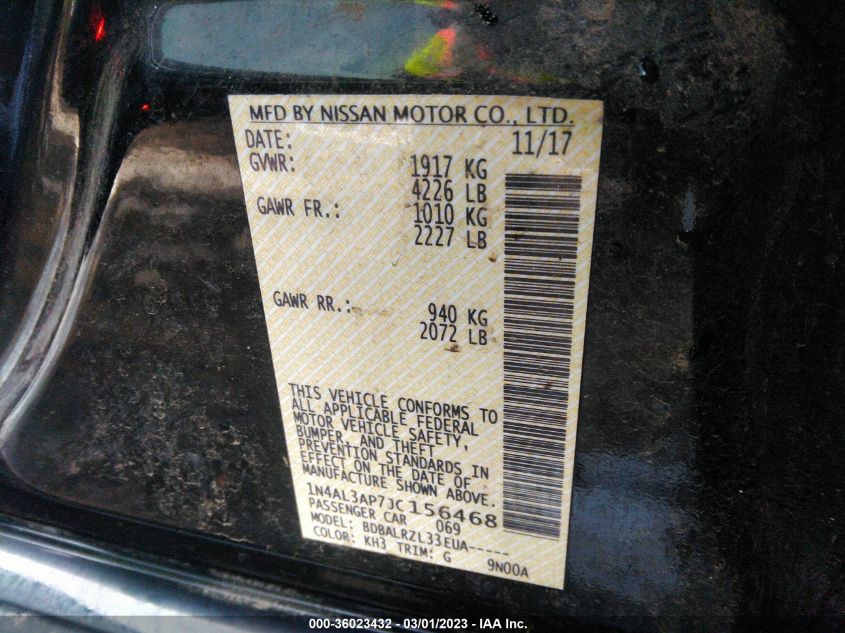 MFD BY NISSAN MOTOR CO., LTD.
DATE: 11/17
GVWR: 1917 KG
4226 LB
GAWR FR.: 1010 KG
2227 LB
GAWR RR.: 940 KG
2072 LB
THIS VEHICLE CONFORMS TO
ALL APPLICABLE FEDERAL
MOTOR VEHICLE SAFETY,
BUMPER, AND THEFT
PREVENTION STANDARDS IN
EFFECT ON THE DATE OF
MANUFACTURE SHOWN ABOVE.
1N4AL3AP7JC156468
PASSENGER CAR 069
MODEL: BDBALRZL33EUA-----
COLOR: KH3 TRIM: G 9N00A
000-36023432 - 03/01/2023 - IAA Inc.